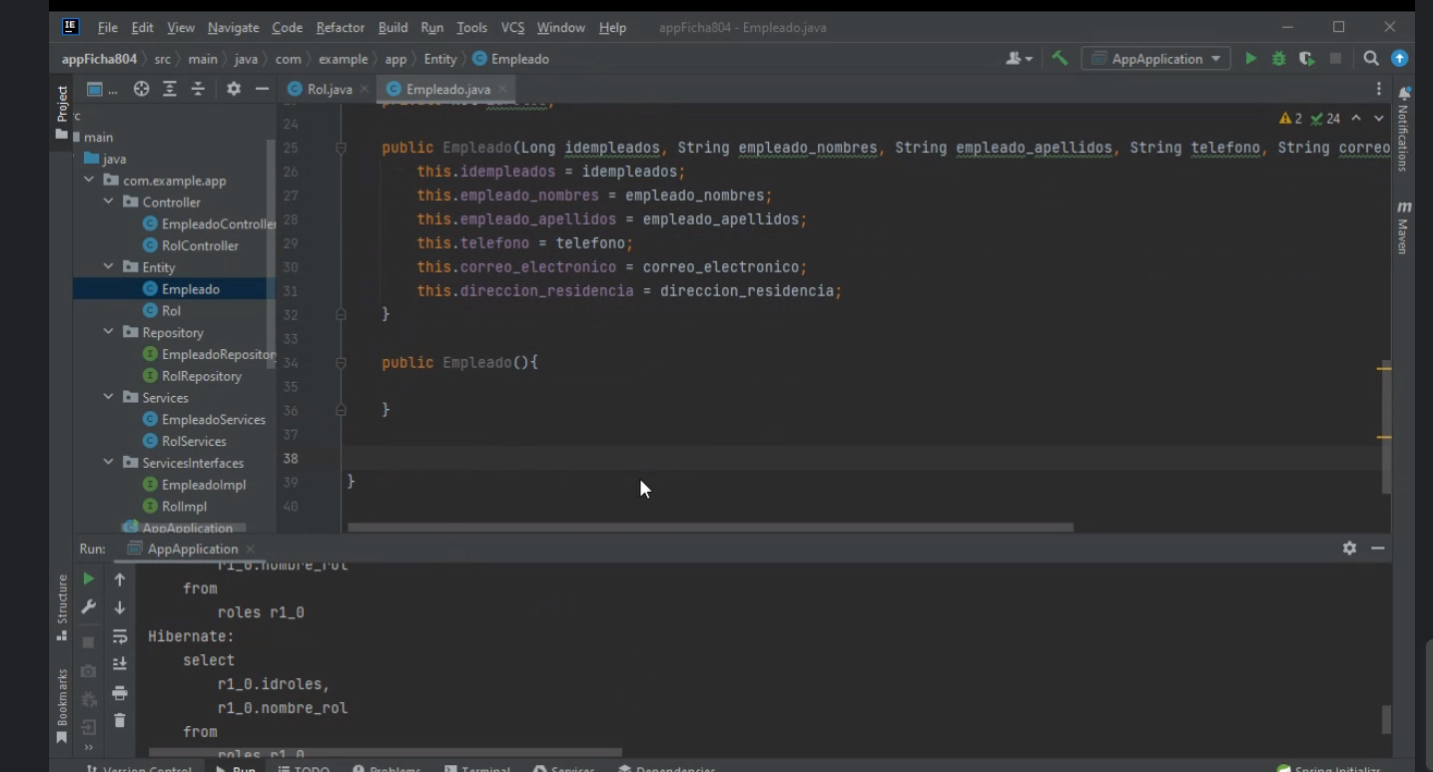 File Edit View Navigate Code Refactor Build Run Tools VCS Window Help appFicha804 - Empleado.java
appFicha804 src main java com example app Entity Empleado AppApplication
Project
Rol.java Empleado.java
main
java
com.example.app
Controller
EmpleadoController
RolController
Entity
Empleado
Rol
Repository
EmpleadoRepositor
RolRepository
Services
EmpleadoServices
RolServices
ServicesInterfaces
EmpleadoImpl
RolImpl
AppApplication
2 24
24
25 public Empleado(Long idempleados, String empleado_nombres, String empleado_apellidos, String telefono, String correo
26 this.idempleados = idempleados;
27 this.empleado_nombres = empleado_nombres;
28 this.empleado_apellidos = empleado_apellidos;
29 this.telefono = telefono;
30 this.correo_electronico = correo_electronico;
31 this.direccion_residencia = direccion_residencia;
32 }
33
34 public Empleado(){
35
36 }
37
38
39 }
40
Notifications
Maven
Run: AppApplication
r1_0.nombre_rol
from
roles r1_0
Hibernate:
select
r1_0.idroles,
r1_0.nombre_rol
from
roles r1_0
Structure
Bookmarks
Version Control Run TODO Problems Terminal Services Dependencies